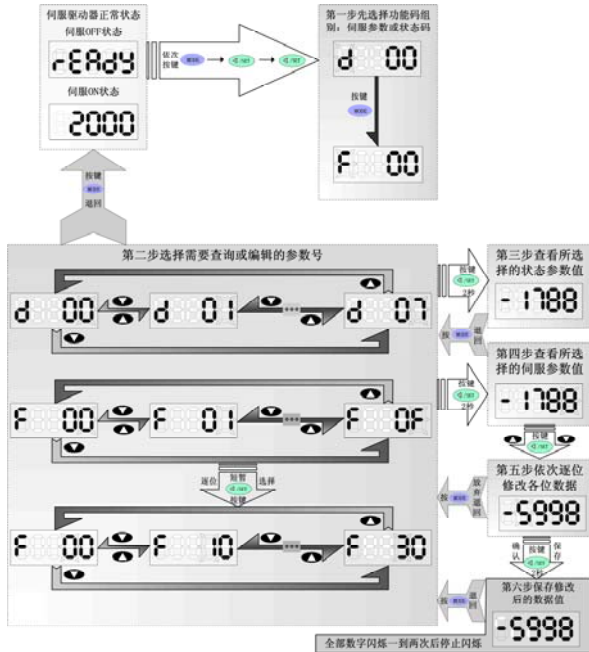 伺服驱动器正常状态
伺服OFF状态
rEAdy
伺服ON状态
2000
依次
按键
MODE
◁/SET
◁/SET
第一步先选择功能码组
别：伺服参数或状态码
d 00
按键
MODE
F 00
按键
MODE
返回
第二步选择需要查询或编辑的参数号
d 00
d 01
d 07
按键
◁/SET
2秒
第三步查看所选
择的状态参数值
-1788
按
MODE
返回
F 00
F 01
F 0F
按键
◁/SET
2秒
第四步查看所选
择的伺服参数值
-1788
按键
◁/SET
逐位
短暂
◁/SET
按键
选择
第五步依次逐位
修改各位数据
-5998
按
MODE
放弃
返回
F 00
F 10
F 30
确认
按键
◁/SET
2秒
保存
第六步保存修改
后的数据值
-5998
按
MODE
返回
全部数字闪烁一到两次后停止闪烁